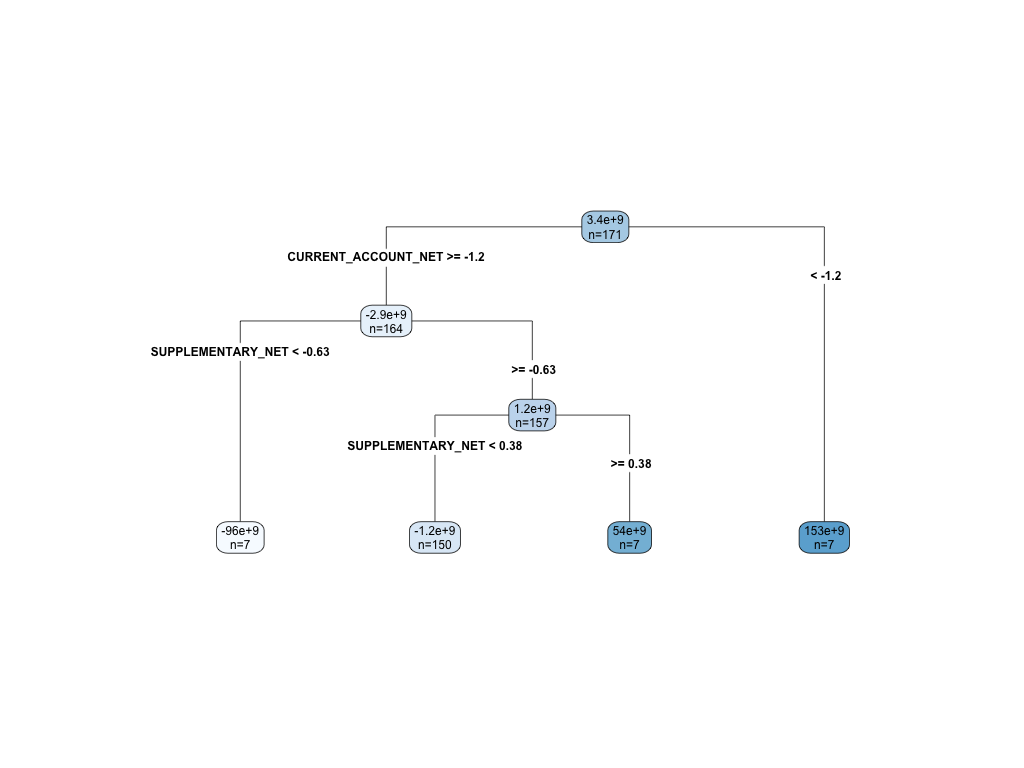 3.4e+9
n=171
CURRENT_ACCOUNT_NET >= -1.2
< -1.2
-2.9e+9
n=164
SUPPLEMENTARY_NET < -0.63
>= -0.63
1.2e+9
n=157
SUPPLEMENTARY_NET < 0.38
>= 0.38
-96e+9
n=7
-1.2e+9
n=150
54e+9
n=7
153e+9
n=7